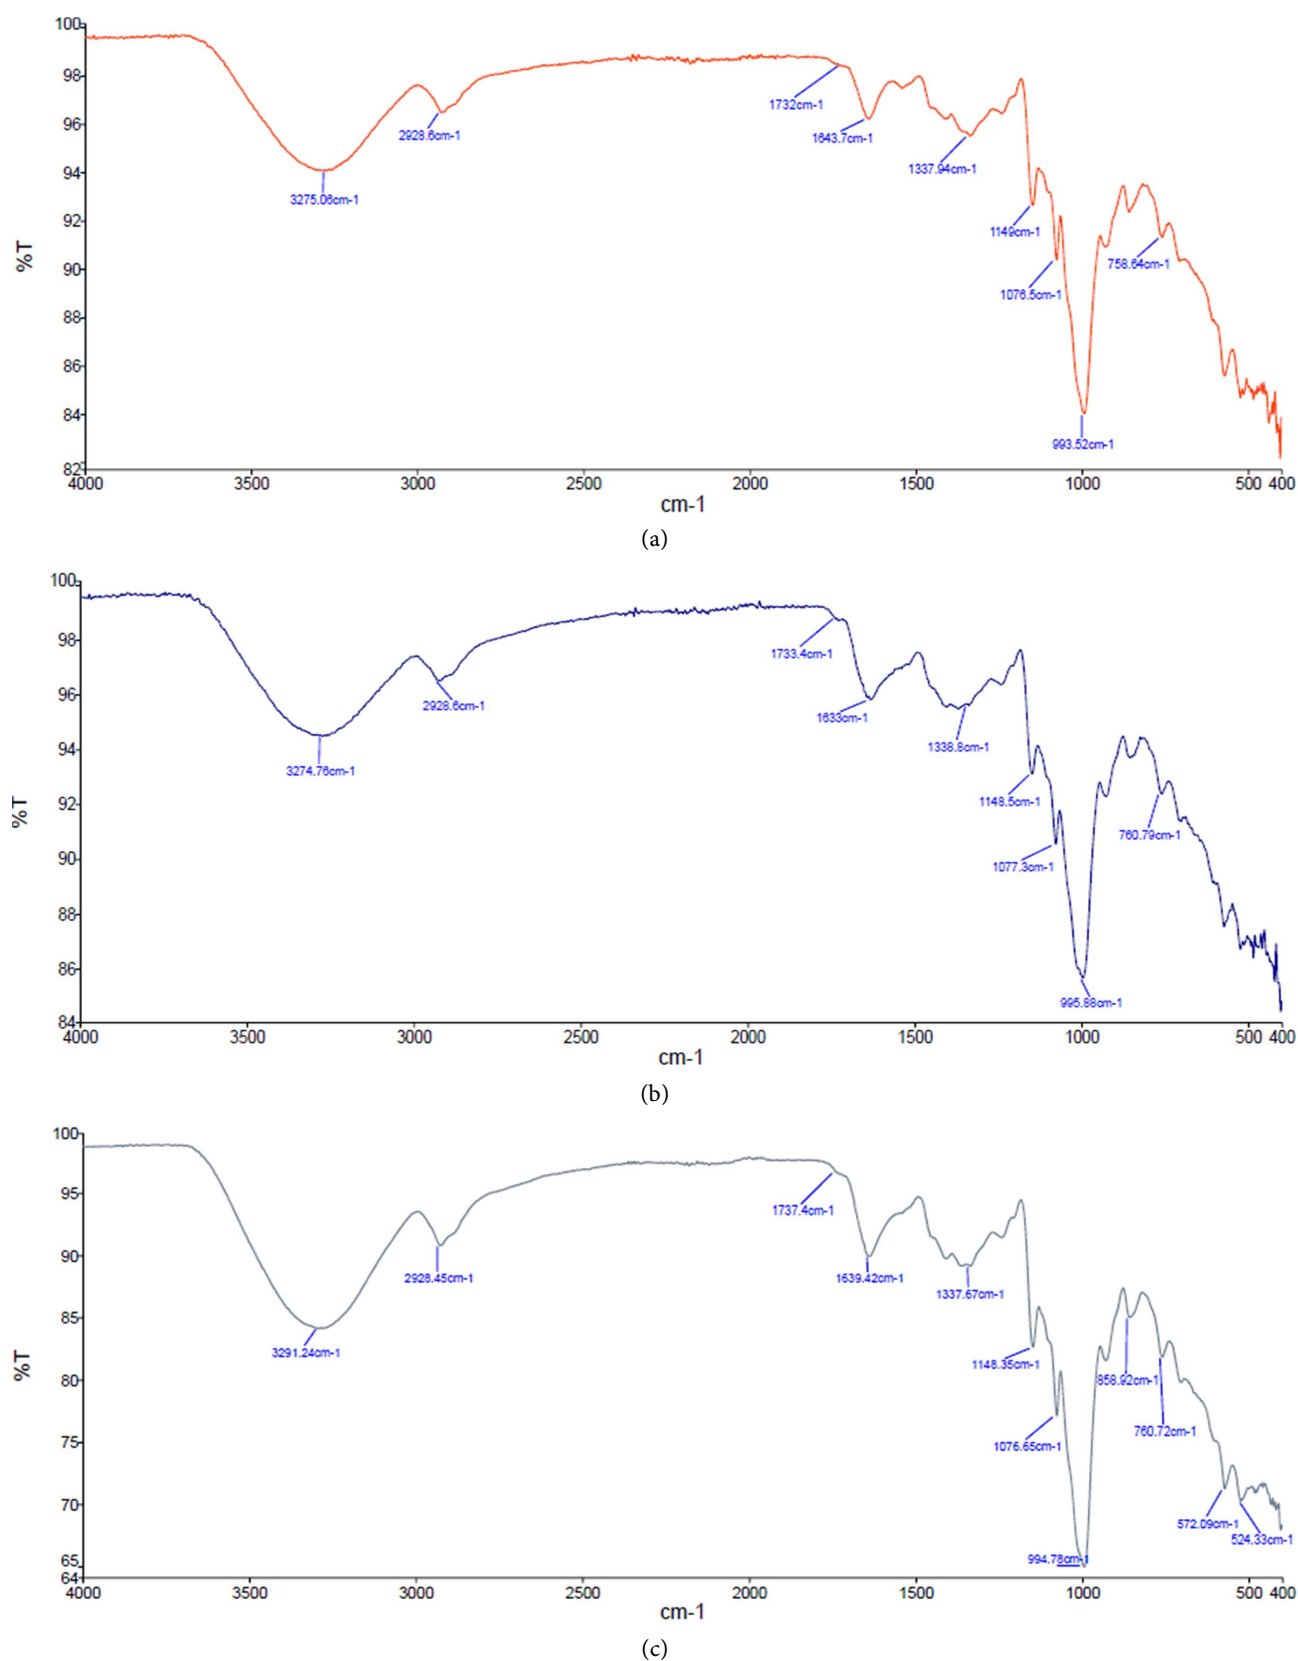 100
98
96
94
92
90
88
86
84
82
%T
1732cm-1
2928.6cm-1
1643.7cm-1
1337.94cm-1
3275.06cm-1
1149cm-1
758.64cm-1
1076.5cm-1
993.52cm-1
4000 3500 3000 2500 2000 1500 1000 500 400
cm-1
(a)
100
98
96
94
92
90
88
86
84
%T
1733.4cm-1
2928.6cm-1
1633cm-1
1338.8cm-1
3274.76cm-1
1148.5cm-1
760.79cm-1
1077.3cm-1
995.88cm-1
4000 3500 3000 2500 2000 1500 1000 500 400
cm-1
(b)
100
95
90
85
80
75
70
65
64
%T
1737.4cm-1
2928.45cm-1
1639.42cm-1
1337.67cm-1
3291.24cm-1
1148.35cm-1
858.92cm-1
760.72cm-1
1076.65cm-1
572.09cm-1
524.33cm-1
994.78cm-1
4000 3500 3000 2500 2000 1500 1000 500 400
cm-1
(c)